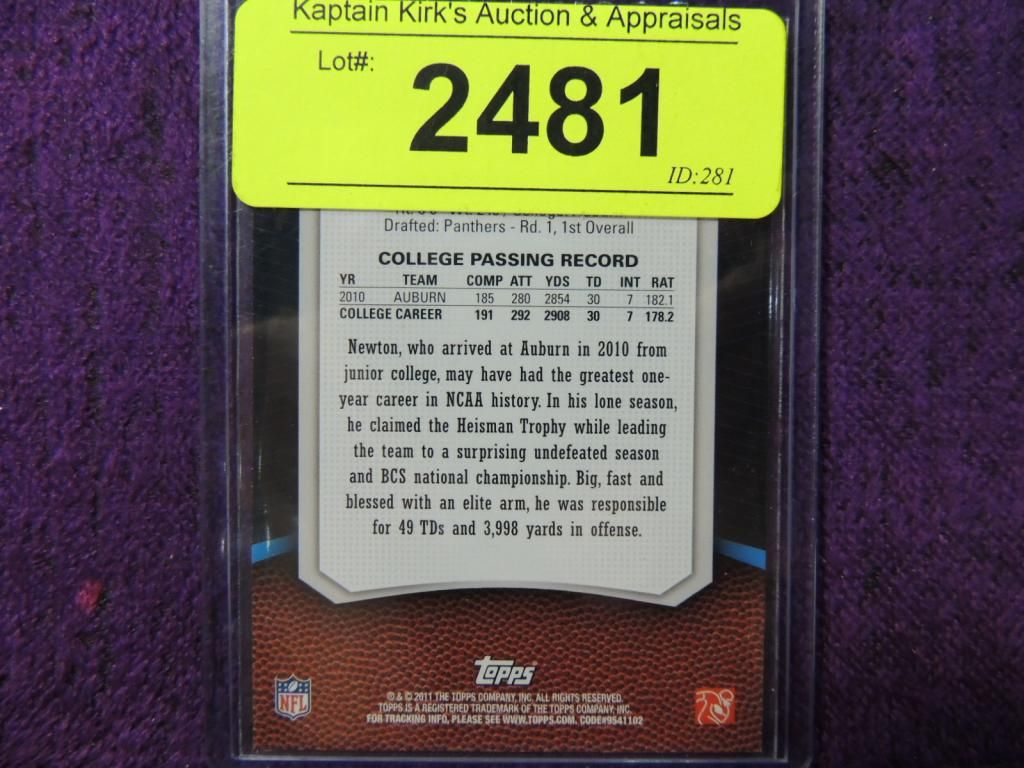 Kaptain Kirk's Auction & Appraisals
Lot#:
2481
ID:281
Drafted: Panthers - Rd. 1, 1st Overall
COLLEGE PASSING RECORD
YR TEAM COMP ATT YDS TD INT RAT
2010 AUBURN 185 280 2854 30 7 182.1
COLLEGE CAREER 191 292 2908 30 7 178.2
Newton, who arrived at Auburn in 2010 from
junior college, may have had the greatest one-
year career in NCAA history. In his lone season,
he claimed the Heisman Trophy while leading
the team to a surprising undefeated season
and BCS national championship. Big, fast and
blessed with an elite arm, he was responsible
for 49 TDs and 3,998 yards in offense.
Topps
NFL
® & © 2011 THE TOPPS COMPANY, INC. ALL RIGHTS RESERVED.
TOPPS IS A REGISTERED TRADEMARK OF THE TOPPS COMPANY, INC.
FOR TRACKING INFO, PLEASE SEE WWW.TOPPS.COM. CODE#9541102